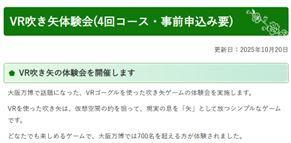 VR吹き矢体験会(4回コース・事前申込み要)
更新日：2025年10月20日
VR吹き矢の体験会を開催します
大阪万博で話題になった、VRゴーグルを使った吹き矢ゲームの体験会を実施します。
VRを使った吹き矢は、仮想空間の的を狙って、現実の息を「矢」として放つシンプルなゲーム
です。
どなたでも楽しめるゲームで、大阪万博では700名を超える方が体験されました。